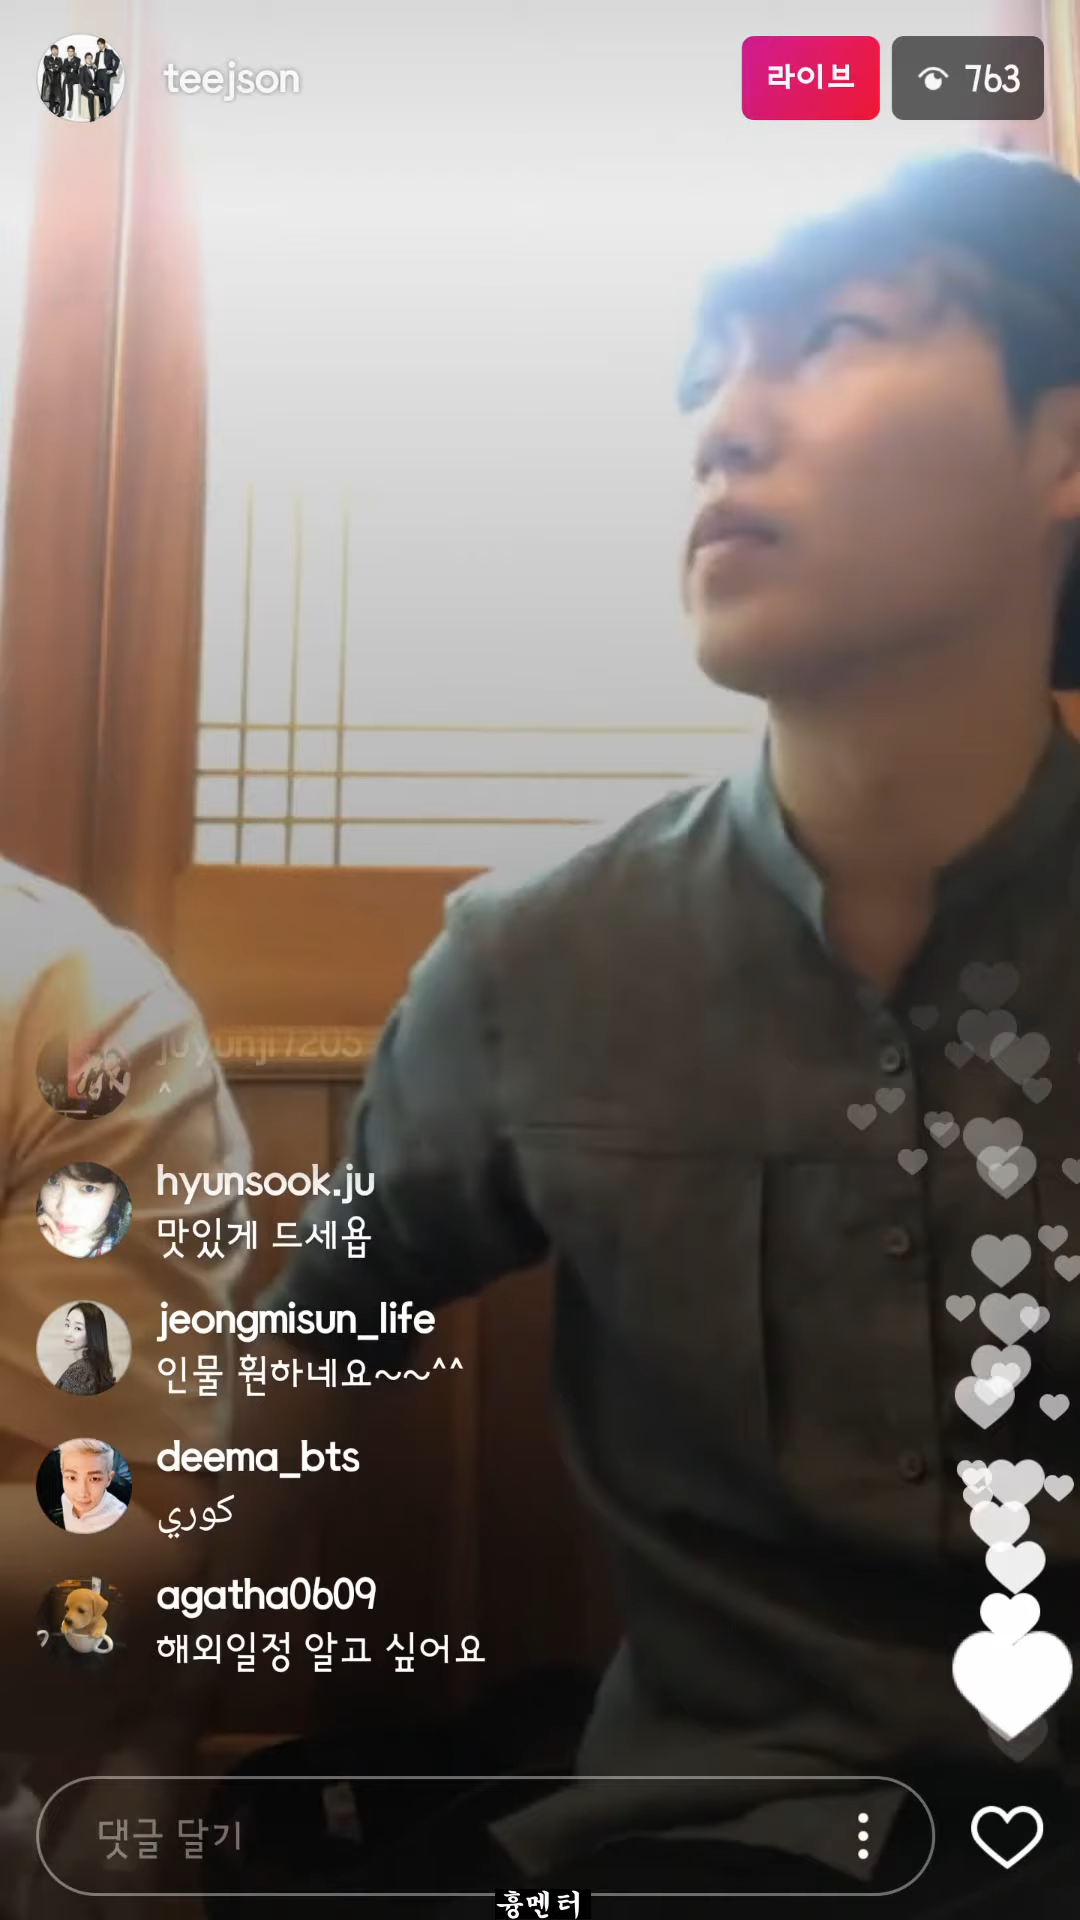 teejson
라이브
763
juyunji7205
^
hyunsook.ju
맛있게 드세욥
jeongmisun_life
인물 훤하네요~~^^
deema_bts
كوري
agatha0609
해외일정 알고 싶어요
댓글 달기
흥멘터